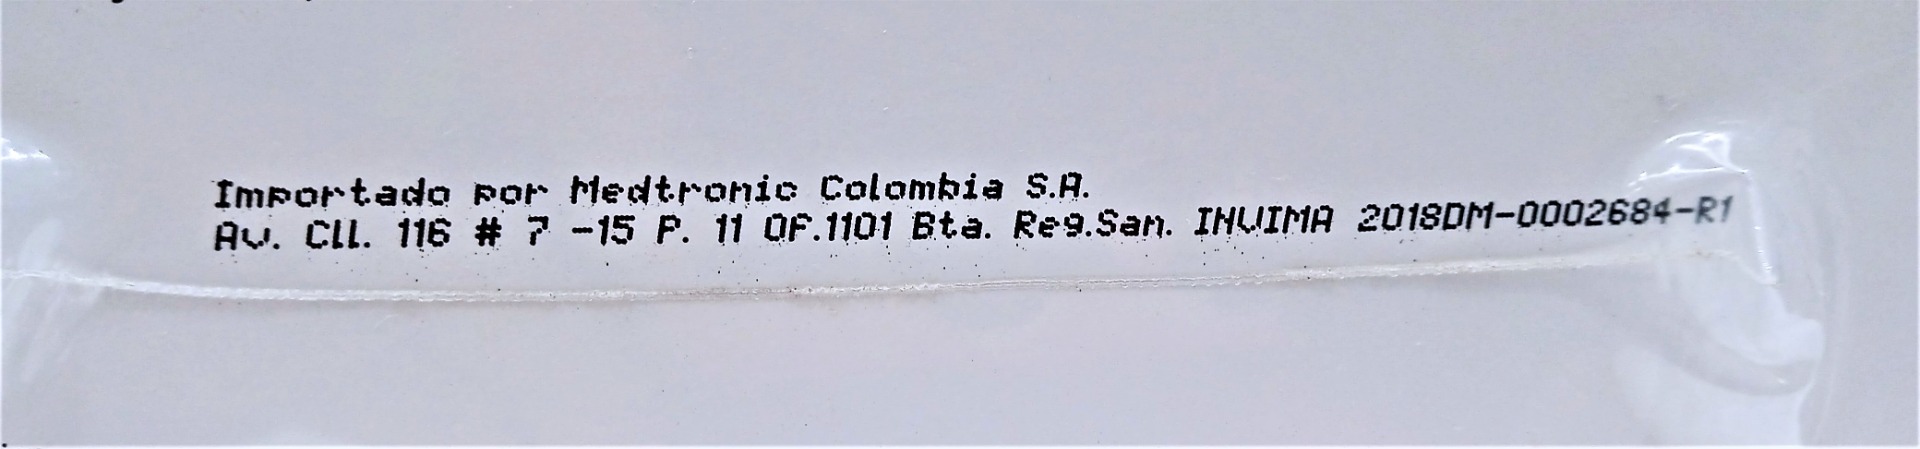 Importado por Medtronic Colombia S.A.
Av. Cll. 116 # 7 -15 P. 11 OF.1101 Bta. Reg.San. INVIMA 2018DM-0002684-R1